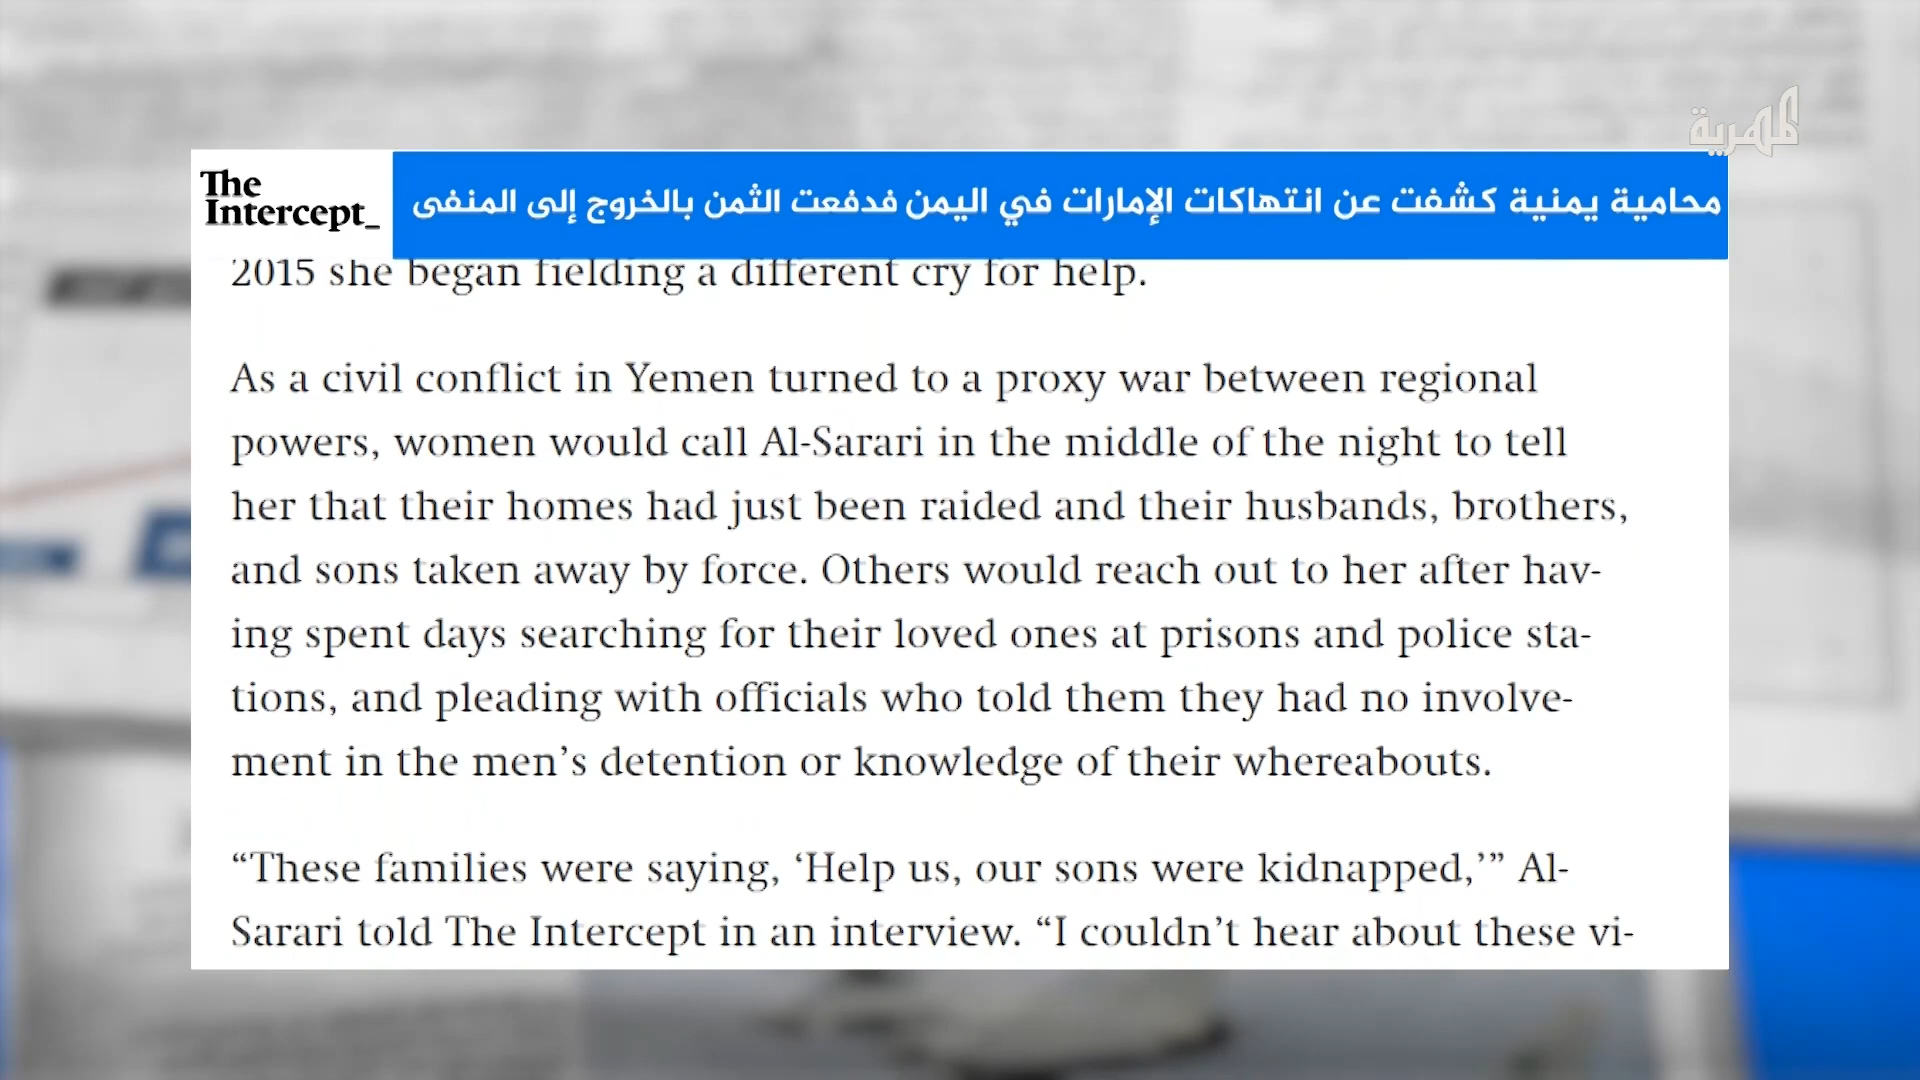 المهرية
The
Intercept_
محامية يمنية كشفت عن انتهاكات الإمارات في اليمن فدفعت الثمن بالخروج إلى المنفى
2015 she began fielding a different cry for help.
As a civil conflict in Yemen turned to a proxy war between regional
powers, women would call Al-Sarari in the middle of the night to tell
her that their homes had just been raided and their husbands, brothers,
and sons taken away by force. Others would reach out to her after hav-
ing spent days searching for their loved ones at prisons and police sta-
tions, and pleading with officials who told them they had no involve-
ment in the men’s detention or knowledge of their whereabouts.
“These families were saying, ‘Help us, our sons were kidnapped,’” Al-
Sarari told The Intercept in an interview. “I couldn’t hear about these vi-